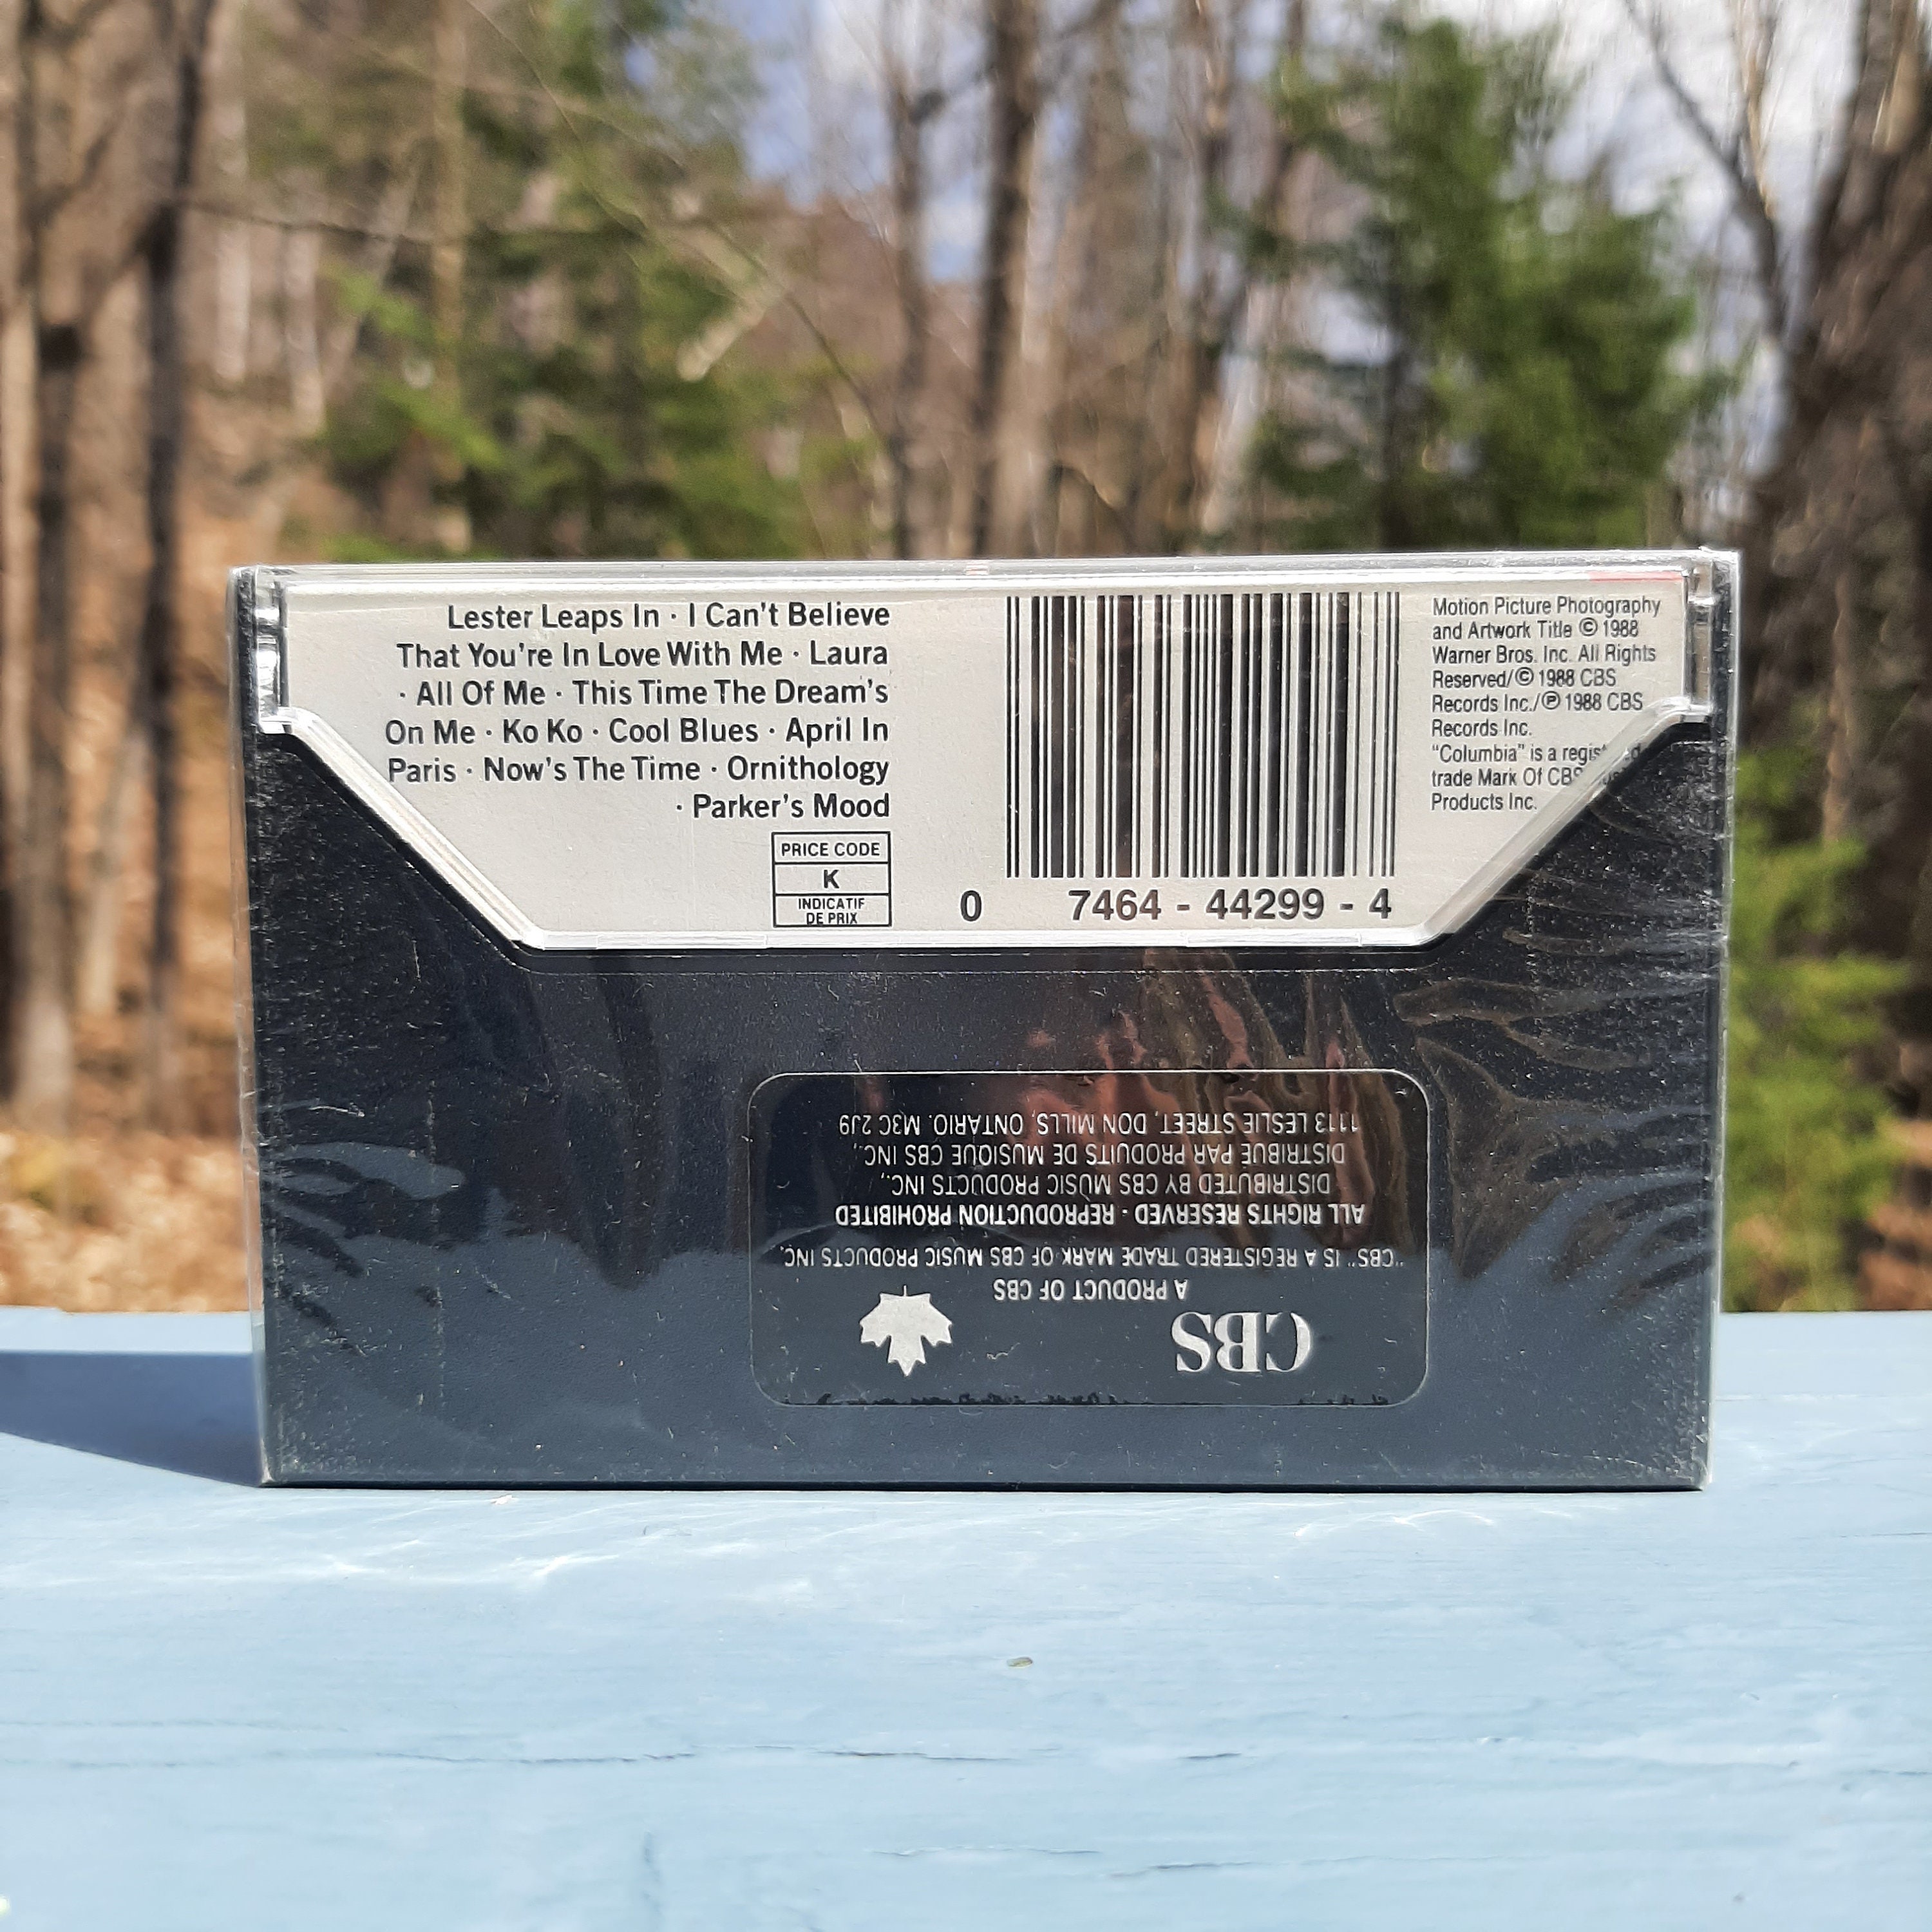 Lester Leaps In · I Can't Believe
That You're In Love With Me · Laura
· All Of Me · This Time The Dream's
On Me · Ko Ko · Cool Blues · April In
Paris · Now's The Time · Ornithology
· Parker's Mood
PRICE CODE
K
INDICATIF
DE PRIX
0 7464 - 44299 - 4
Motion Picture Photography
and Artwork Title © 1988
Warner Bros. Inc. All Rights
Reserved/© 1988 CBS
Records Inc./℗ 1988 CBS
Records Inc.
"Columbia" is a registered
trade Mark Of CBS
Products Inc.
CBS
A PRODUCT OF CBS
"CBS" IS A REGISTERED TRADE MARK OF CBS MUSIC PRODUCTS INC.
ALL RIGHTS RESERVED - REPRODUCTION PROHIBITED
DISTRIBUTED BY CBS MUSIC PRODUCTS INC.,
DISTRIBUÉ PAR PRODUITS DE MUSIQUE CBS INC.,
1113 LESLIE STREET, DON MILLS, ONTARIO. M3C 2J9